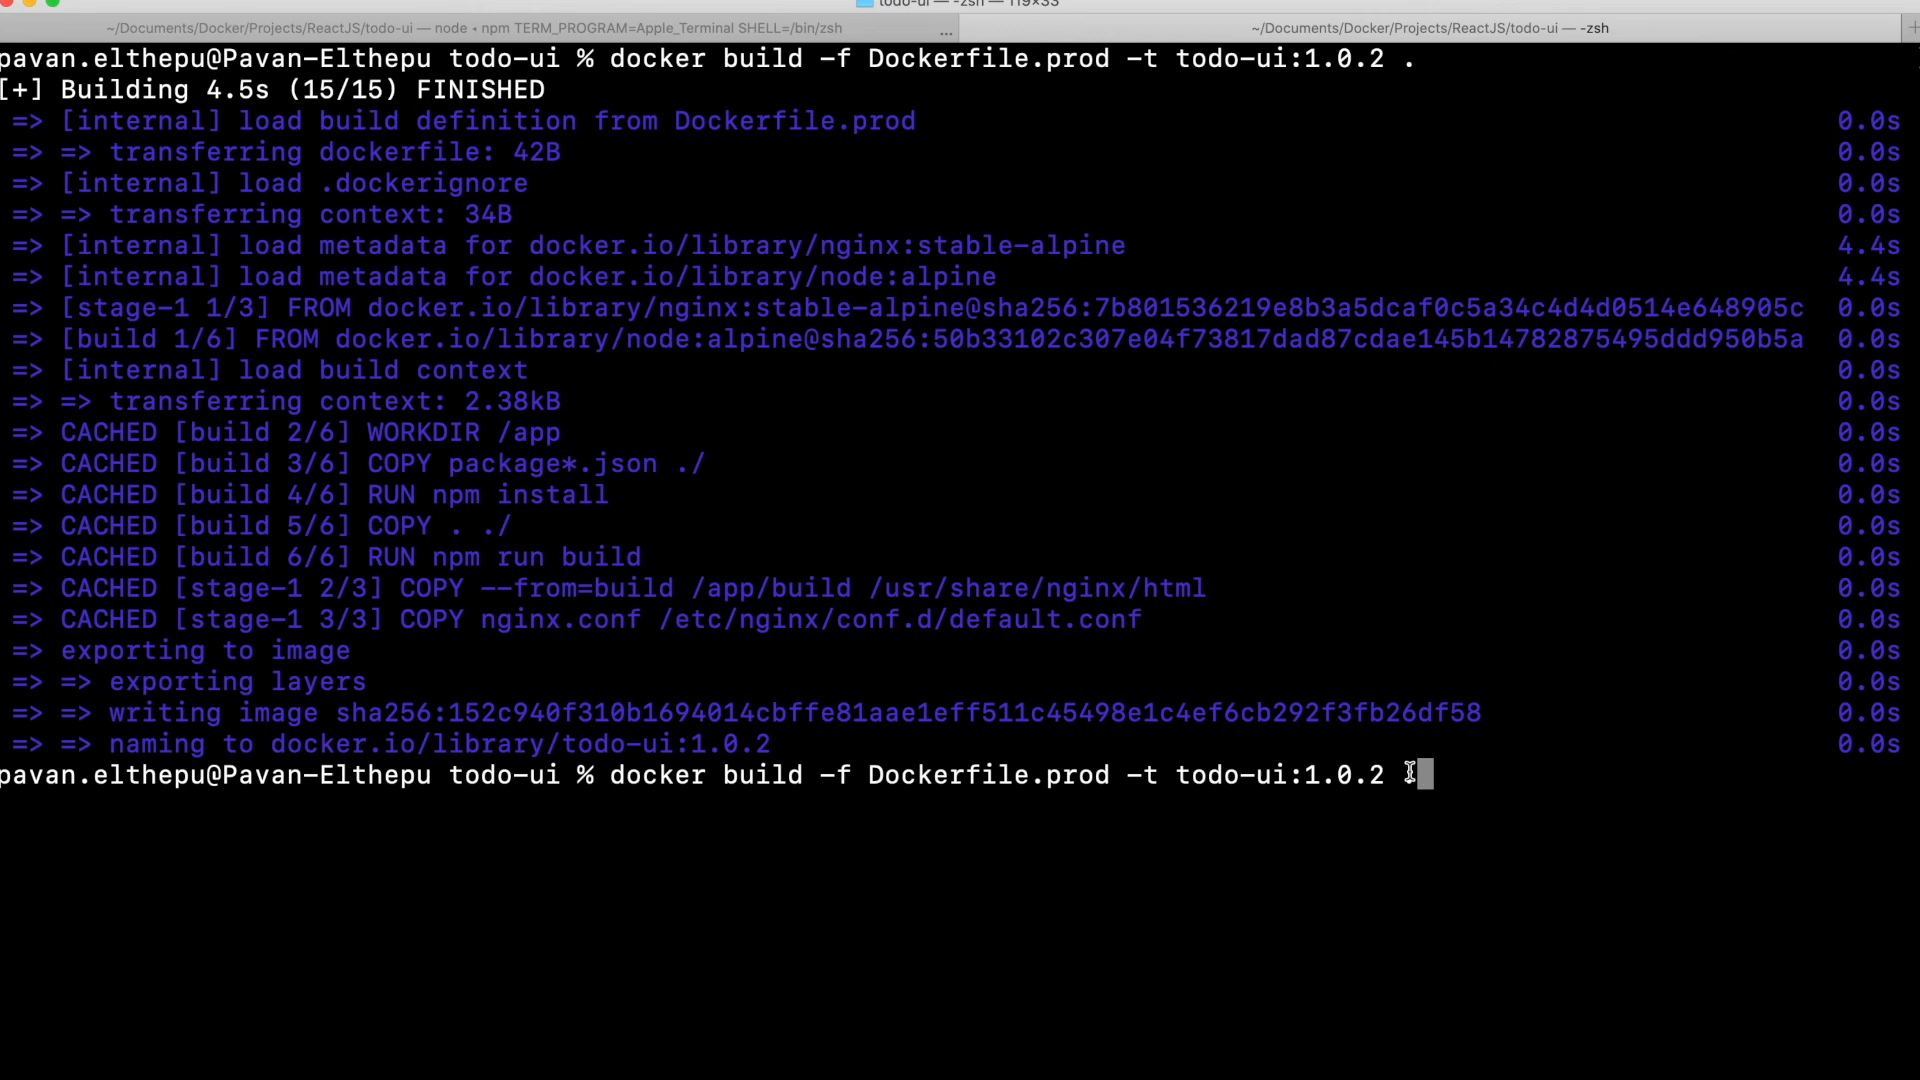 todo-ui — -zsh — 119×33
~/Documents/Docker/Projects/ReactJS/todo-ui — node ◂ npm TERM_PROGRAM=Apple_Terminal SHELL=/bin/zsh ...
~/Documents/Docker/Projects/ReactJS/todo-ui — -zsh
pavan.elthepu@Pavan-Elthepu todo-ui % docker build -f Dockerfile.prod -t todo-ui:1.0.2 .
[+] Building 4.5s (15/15) FINISHED
=> [internal] load build definition from Dockerfile.prod 0.0s
=> => transferring dockerfile: 42B 0.0s
=> [internal] load .dockerignore 0.0s
=> => transferring context: 34B 0.0s
=> [internal] load metadata for docker.io/library/nginx:stable-alpine 4.4s
=> [internal] load metadata for docker.io/library/node:alpine 4.4s
=> [stage-1 1/3] FROM docker.io/library/nginx:stable-alpine@sha256:7b801536219e8b3a5dcaf0c5a34c4d4d0514e648905c 0.0s
=> [build 1/6] FROM docker.io/library/node:alpine@sha256:50b33102c307e04f73817dad87cdae145b14782875495ddd950b5a 0.0s
=> [internal] load build context 0.0s
=> => transferring context: 2.38kB 0.0s
=> CACHED [build 2/6] WORKDIR /app 0.0s
=> CACHED [build 3/6] COPY package*.json ./ 0.0s
=> CACHED [build 4/6] RUN npm install 0.0s
=> CACHED [build 5/6] COPY . ./ 0.0s
=> CACHED [build 6/6] RUN npm run build 0.0s
=> CACHED [stage-1 2/3] COPY --from=build /app/build /usr/share/nginx/html 0.0s
=> CACHED [stage-1 3/3] COPY nginx.conf /etc/nginx/conf.d/default.conf 0.0s
=> exporting to image 0.0s
=> => exporting layers 0.0s
=> => writing image sha256:152c940f310b1694014cbffe81aae1eff511c45498e1c4ef6cb292f3fb26df58 0.0s
=> => naming to docker.io/library/todo-ui:1.0.2 0.0s
pavan.elthepu@Pavan-Elthepu todo-ui % docker build -f Dockerfile.prod -t todo-ui:1.0.2